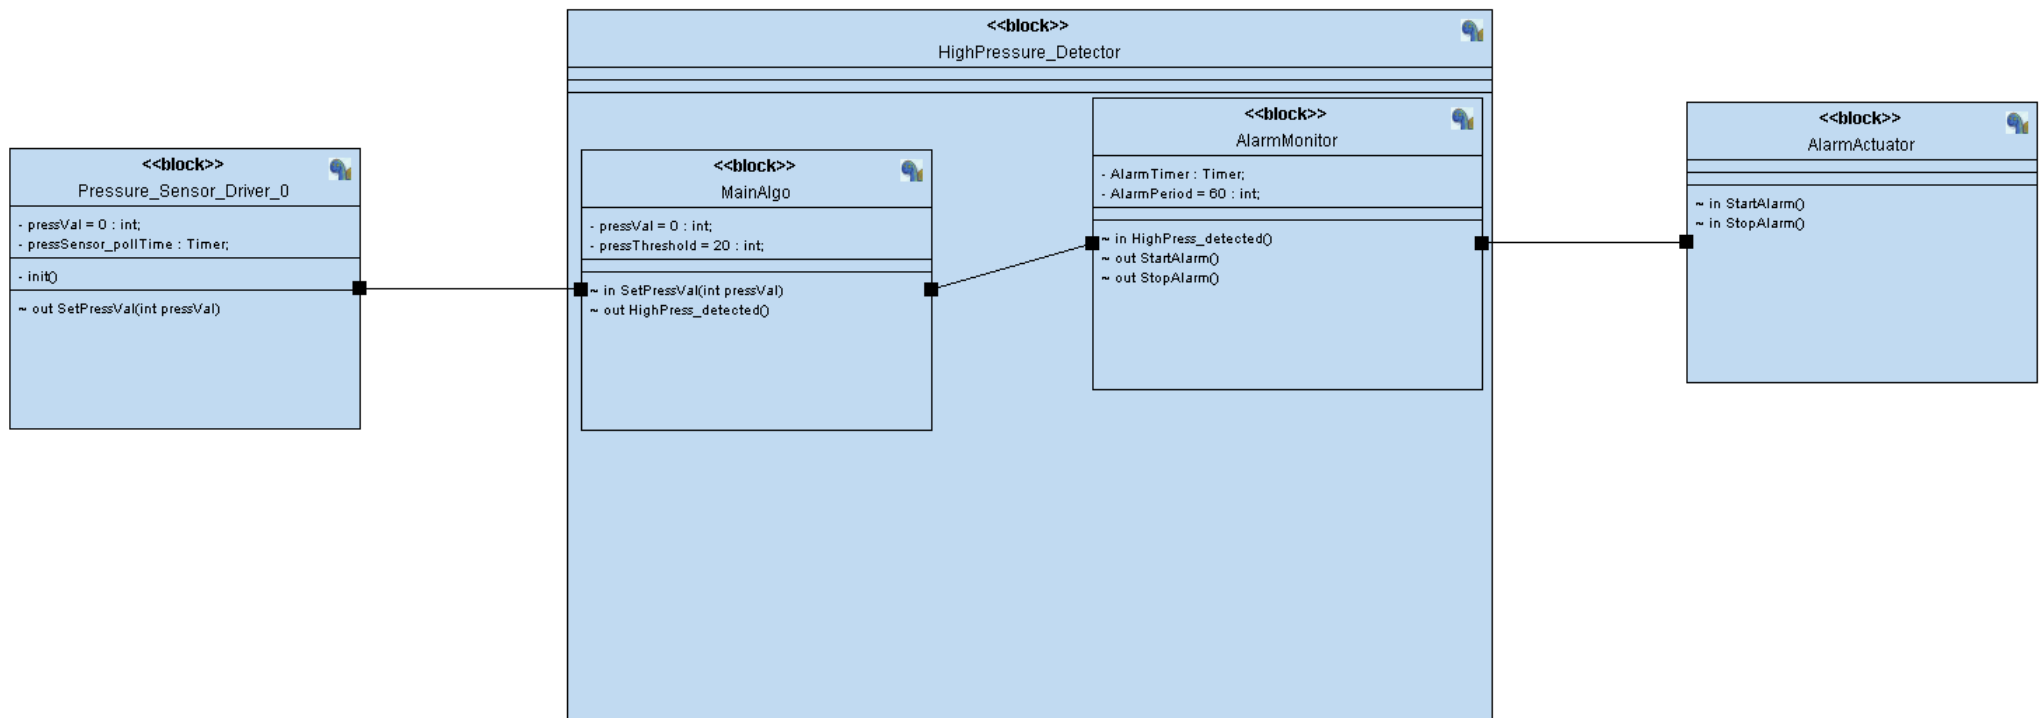 <<block>>
HighPressure_Detector
<<block>>
Pressure_Sensor_Driver_0
- pressVal = 0 : int;
- pressSensor_pollTime : Timer;
- init()
~ out SetPressVal(int pressVal)
<<block>>
MainAlgo
- pressVal = 0 : int;
- pressThreshold = 20 : int;
~ in SetPressVal(int pressVal)
~ out HighPress_detected()
<<block>>
AlarmMonitor
- AlarmTimer : Timer;
- AlarmPeriod = 60 : int;
~ in HighPress_detected()
~ out StartAlarm()
~ out StopAlarm()
<<block>>
AlarmActuator
~ in StartAlarm()
~ in StopAlarm()